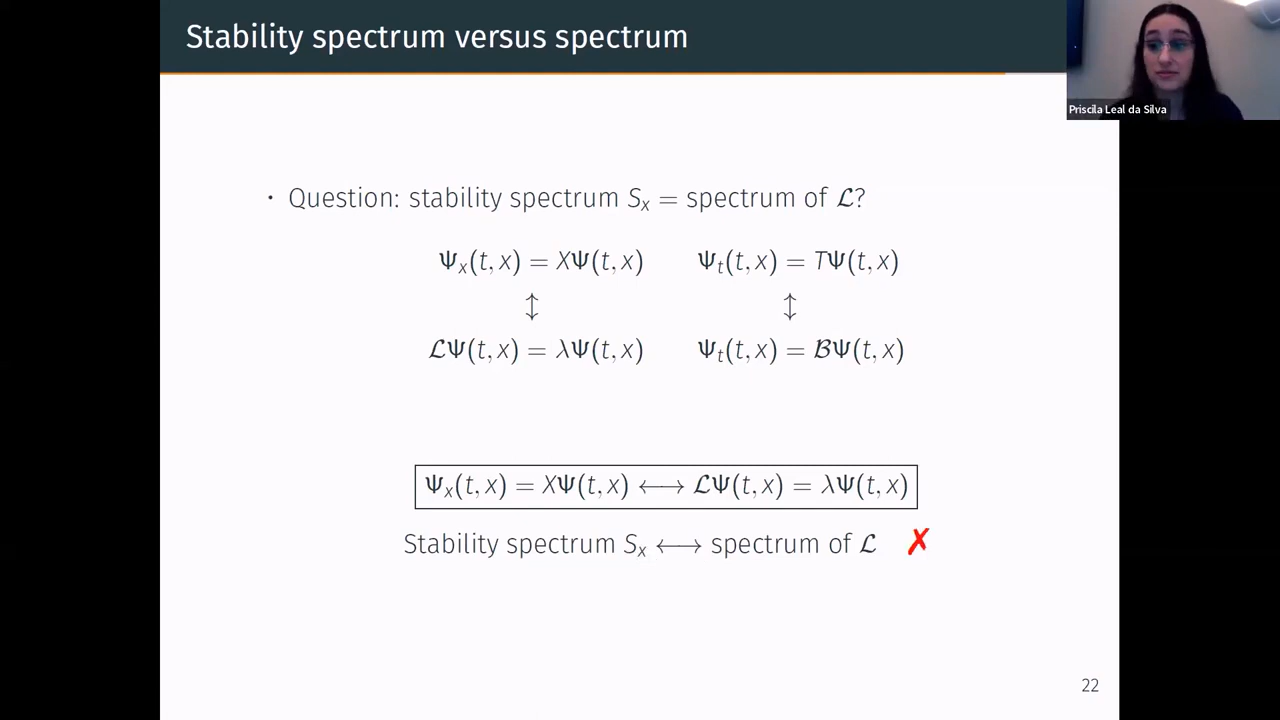 Stability spectrum versus spectrum
Priscila Leal da Silva
· Question: stability spectrum Sₓ = spectrum of ℒ?
Ψₓ(t, x) = XΨ(t, x) Ψₜ(t, x) = TΨ(t, x)
↕ ↕
ℒΨ(t, x) = λΨ(t, x) Ψₜ(t, x) = ℬΨ(t, x)
Ψₓ(t, x) = XΨ(t, x) ⟷ ℒΨ(t, x) = λΨ(t, x)
Stability spectrum Sₓ ⟷ spectrum of ℒ ✗
22